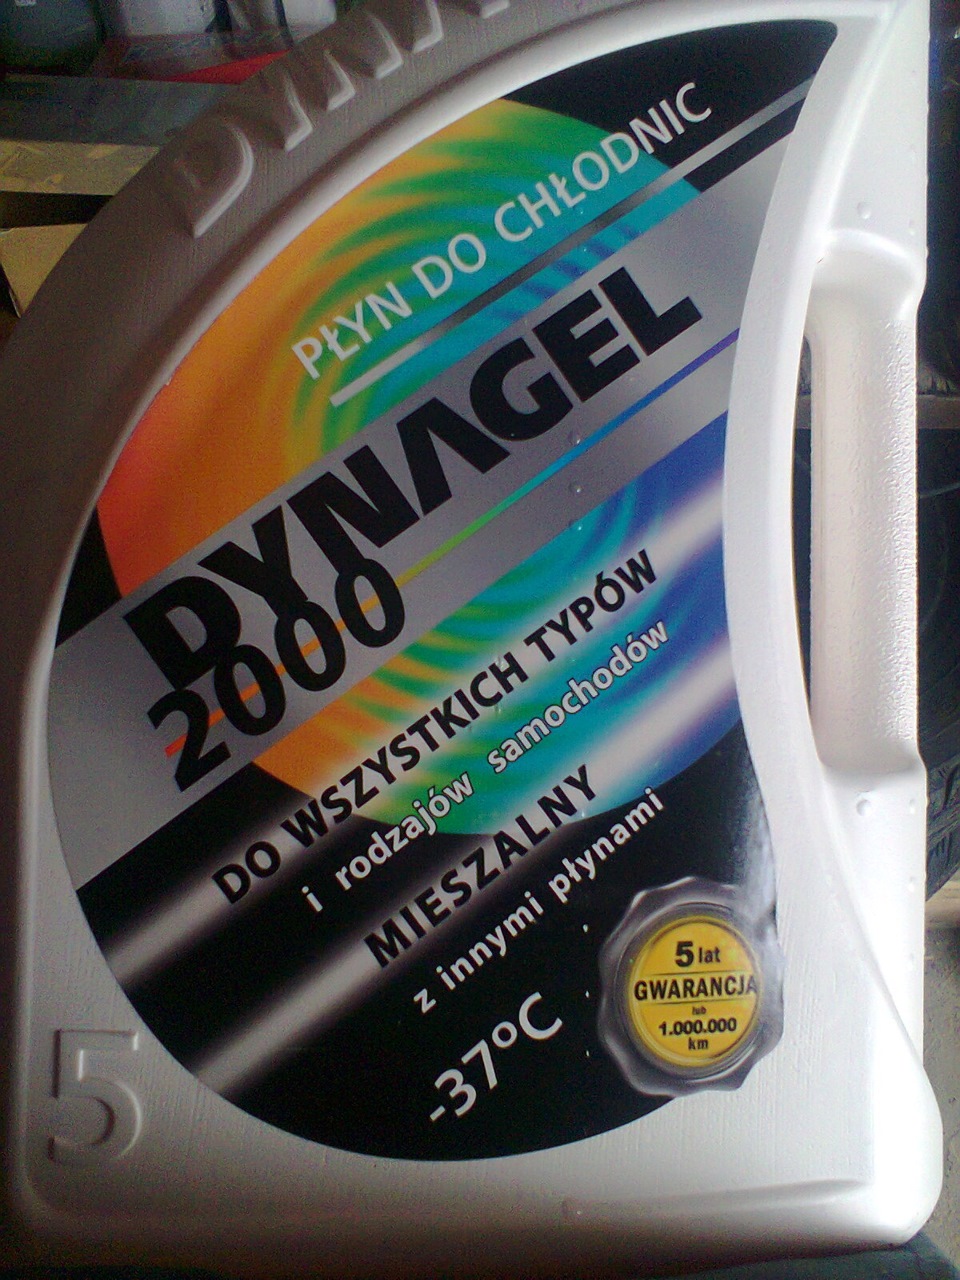 DYNA
PŁYN DO CHŁODNIC
DYNAGEL
2000
DO WSZYSTKICH TYPÓW
i rodzajów samochodów
MIESZALNY
z innymi płynami
-37°C
5 lat
GWARANCJA
lub
1.000.000
km
5